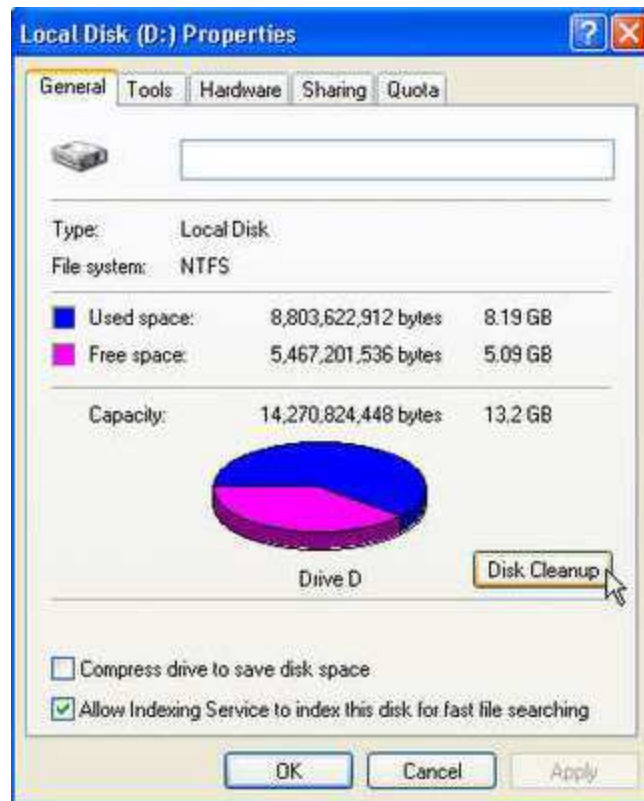 Local Disk (D:) Properties
General Tools Hardware Sharing Quota
Type: Local Disk
File system: NTFS
Used space: 8,803,622,912 bytes 8.19 GB
Free space: 5,467,201,536 bytes 5.09 GB
Capacity: 14,270,824,448 bytes 13.2 GB
Drive D
Disk Cleanup
Compress drive to save disk space
Allow Indexing Service to index this disk for fast file searching
OK Cancel Apply